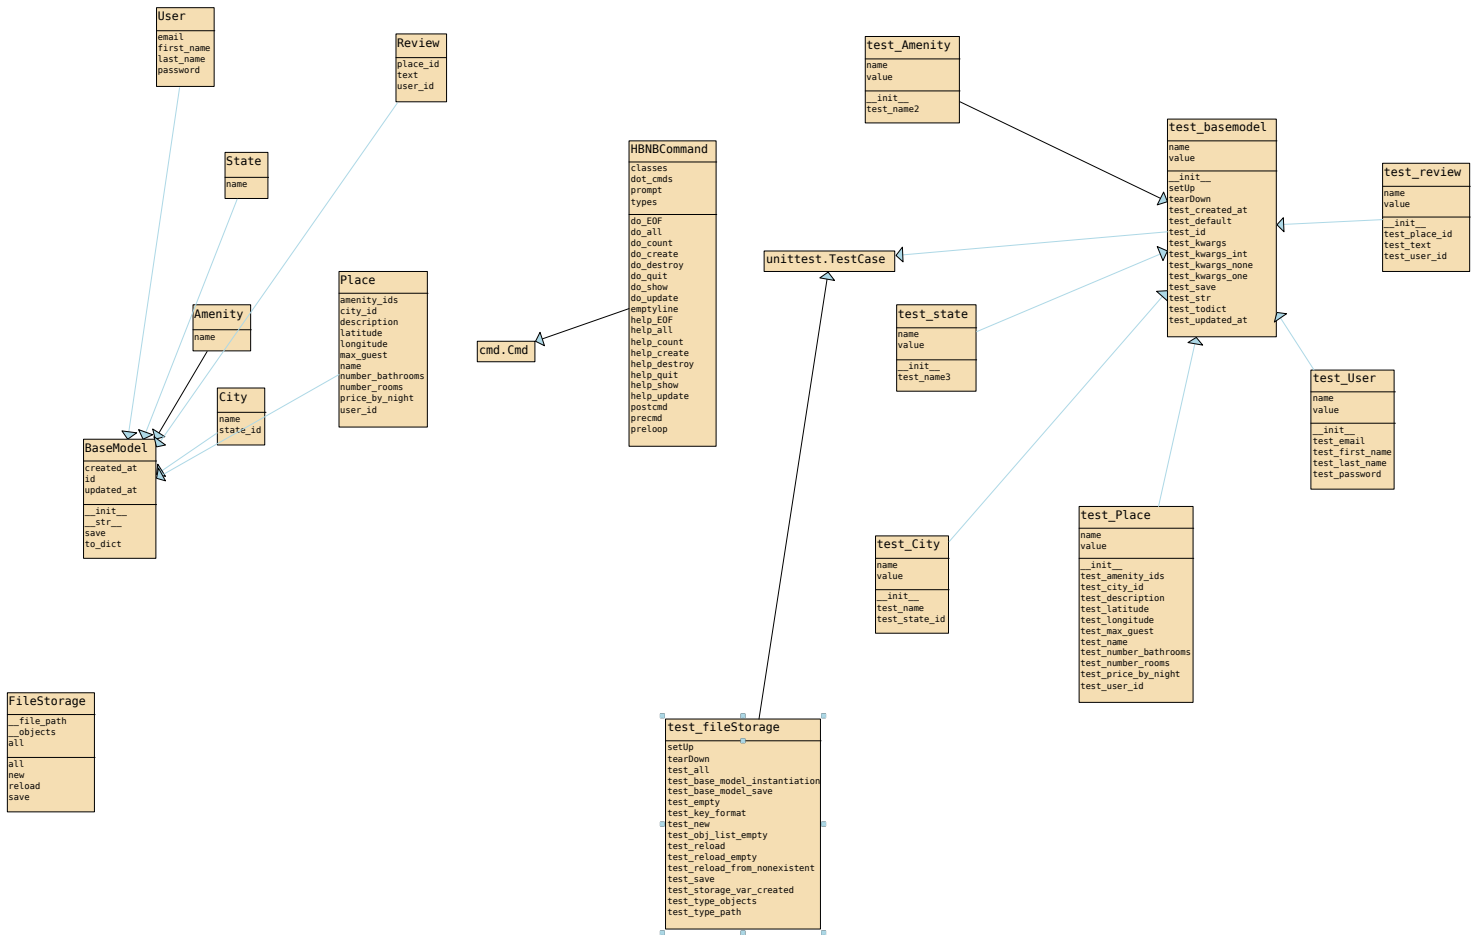 User
email
first_name
last_name
password
Review
place_id
text
user_id
State
name
Amenity
name
Place
amenity_ids
city_id
description
latitude
longitude
max_guest
name
number_bathrooms
number_rooms
price_by_night
user_id
City
name
state_id
BaseModel
created_at
id
updated_at
__init__
__str__
save
to_dict
FileStorage
__file_path
__objects
all
all
new
reload
save
cmd.Cmd
HBNBCommand
classes
dot_cmds
prompt
types
do_EOF
do_all
do_count
do_create
do_destroy
do_quit
do_show
do_update
emptyline
help_EOF
help_all
help_count
help_create
help_destroy
help_quit
help_show
help_update
postcmd
precmd
preloop
unittest.TestCase
test_fileStorage
setUp
tearDown
test_all
test_base_model_instantiation
test_base_model_save
test_empty
test_key_format
test_new
test_obj_list_empty
test_reload
test_reload_empty
test_reload_from_nonexistent
test_save
test_storage_var_created
test_type_objects
test_type_path
test_Amenity
name
value
__init__
test_name2
test_basemodel
name
value
__init__
setUp
tearDown
test_created_at
test_default
test_id
test_kwargs
test_kwargs_int
test_kwargs_none
test_kwargs_one
test_save
test_str
test_todict
test_updated_at
test_review
name
value
__init__
test_place_id
test_text
test_user_id
test_state
name
value
__init__
test_name3
test_User
name
value
__init__
test_email
test_first_name
test_last_name
test_password
test_City
name
value
__init__
test_name
test_state_id
test_Place
name
value
__init__
test_amenity_ids
test_city_id
test_description
test_latitude
test_longitude
test_max_guest
test_name
test_number_bathrooms
test_number_rooms
test_price_by_night
test_user_id